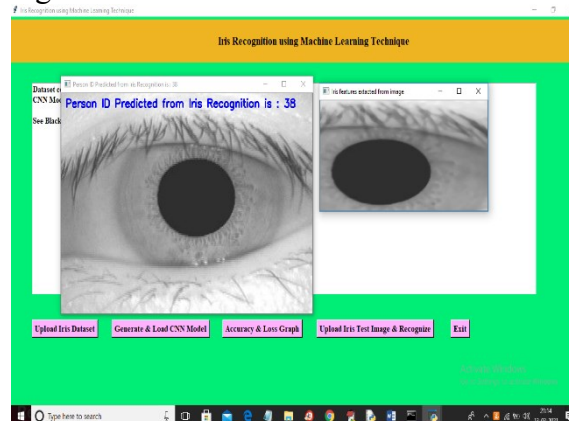 Iris Recognition using Machine Learning Technique
Iris Recognition using Machine Learning Technique
Dataset
CNN
See Black
Person ID Predicted from Iris Recognition is : 38
Person ID Predicted from Iris Recognition is : 38
Iris features extracted from image
Upload Iris Dataset
Generate & Load CNN Model
Accuracy & Loss Graph
Upload Iris Test Image & Recognize
Exit
Type here to search